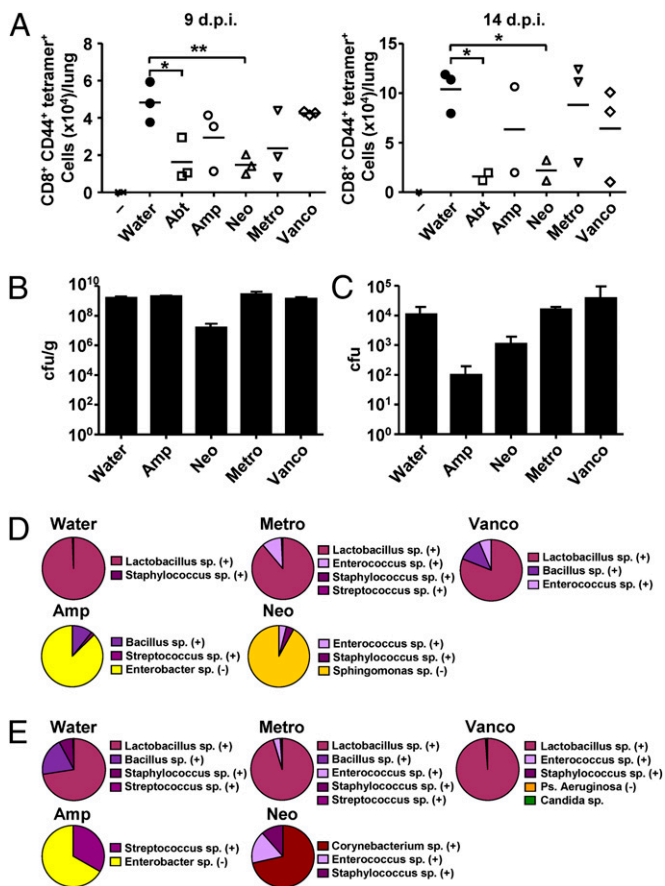 A
9 d.p.i.
14 d.p.i.
CD8⁺ CD44⁺ tetramer⁺
Cells (x10⁴)/lung
8
6
4
2
0
*
**
– Water Abt Amp Neo Metro Vanco
CD8⁺ CD44⁺ tetramer⁺
Cells (x10⁴)/lung
15
10
5
0
*
*
– Water Abt Amp Neo Metro Vanco
B
cfu/g
10¹⁰
10⁸
10⁶
10⁴
10²
10⁰
Water Amp Neo Metro Vanco
C
cfu
10⁵
10⁴
10³
10²
10¹
10⁰
Water Amp Neo Metro Vanco
D
Water
Lactobacillus sp. (+)
Staphylococcus sp. (+)
Metro
Lactobacillus sp. (+)
Enterococcus sp. (+)
Staphylococcus sp. (+)
Streptococcus sp. (+)
Vanco
Lactobacillus sp. (+)
Bacillus sp. (+)
Enterococcus sp. (+)
Amp
Bacillus sp. (+)
Streptococcus sp. (+)
Enterobacter sp. (-)
Neo
Enterococcus sp. (+)
Staphylococcus sp. (+)
Sphingomonas sp. (-)
E
Water
Lactobacillus sp. (+)
Bacillus sp. (+)
Staphylococcus sp. (+)
Streptococcus sp. (+)
Metro
Lactobacillus sp. (+)
Bacillus sp. (+)
Enterococcus sp. (+)
Staphylococcus sp. (+)
Streptococcus sp. (+)
Vanco
Lactobacillus sp. (+)
Enterococcus sp. (+)
Staphylococcus sp. (+)
Ps. Aeruginosa (-)
Candida sp.
Amp
Streptococcus sp. (+)
Enterobacter sp. (-)
Neo
Corynebacterium sp. (+)
Enterococcus sp. (+)
Staphylococcus sp. (+)